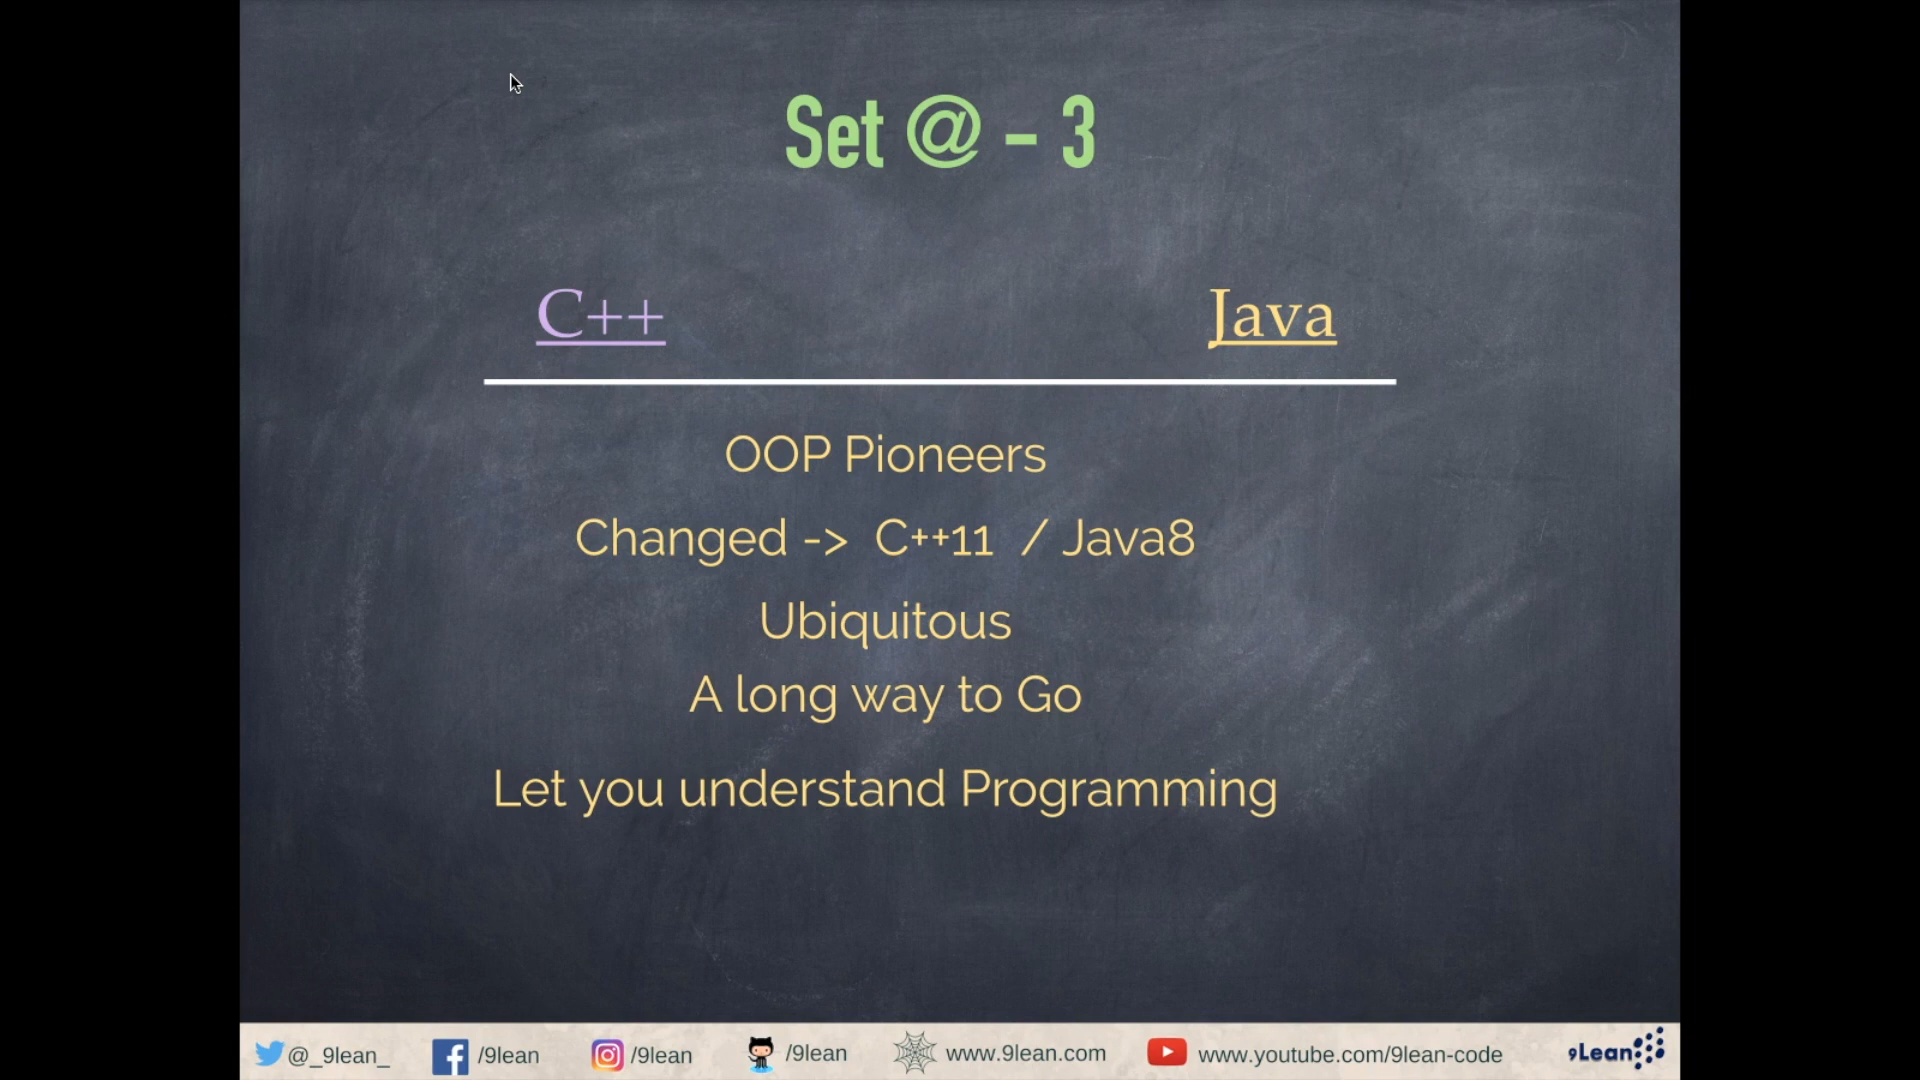 Set @ - 3
C++ Java
OOP Pioneers
Changed -> C++11 / Java8
Ubiquitous
A long way to Go
Let you understand Programming
@_9lean_ /9lean /9lean /9lean www.9lean.com www.youtube.com/9lean-code 9Lean